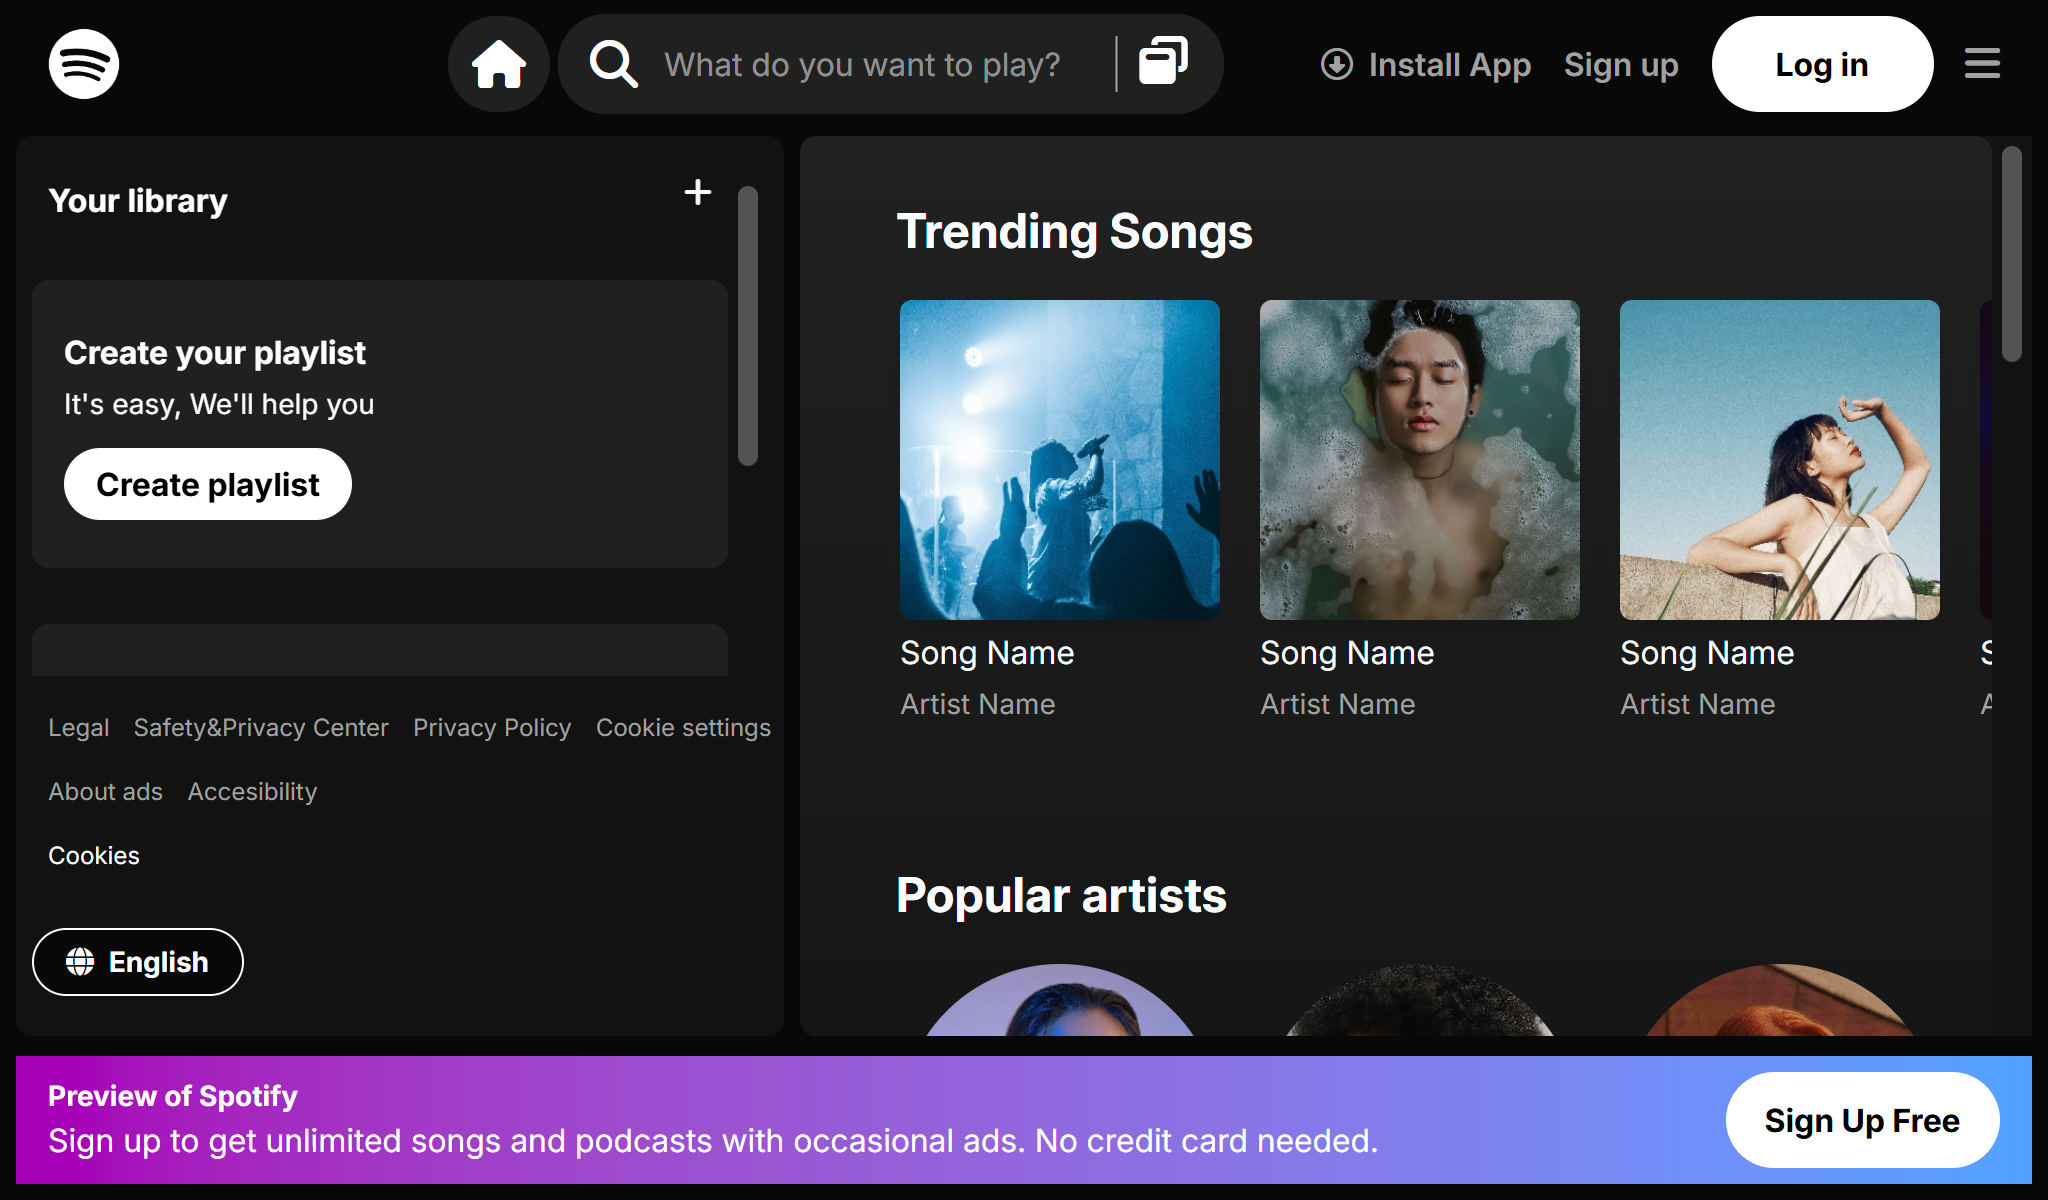 What do you want to play?
Install App
Sign up
Log in
Your library
Create your playlist
It's easy, We'll help you
Create playlist
Legal Safety&Privacy Center Privacy Policy Cookie settings
About ads Accesibility
Cookies
English
Trending Songs
Song Name Song Name Song Name S
Artist Name Artist Name Artist Name A
Popular artists
Preview of Spotify
Sign up to get unlimited songs and podcasts with occasional ads. No credit card needed.
Sign Up Free